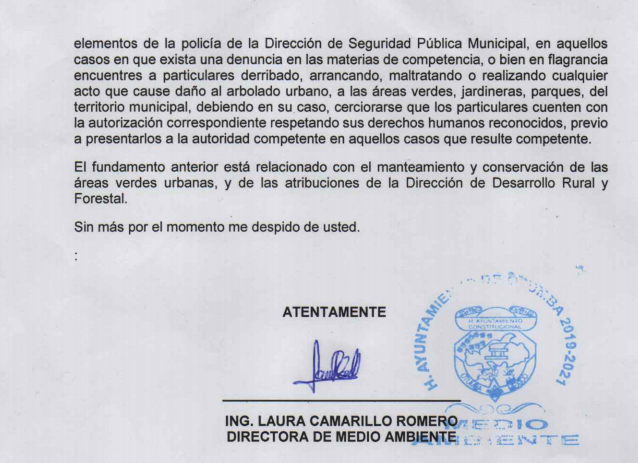 elementos de la policía de la Dirección de Seguridad Pública Municipal, en aquellos
casos en que exista una denuncia en las materias de competencia, o bien en flagrancia
encuentres a particulares derribado, arrancando, maltratando o realizando cualquier
acto que cause daño al arbolado urbano, a las áreas verdes, jardineras, parques, del
territorio municipal, debiendo en su caso, cerciorarse que los particulares cuenten con
la autorización correspondiente respetando sus derechos humanos reconocidos, previo
a presentarlos a la autoridad competente en aquellos casos que resulte competente.
El fundamento anterior está relacionado con el manteamiento y conservación de las
áreas verdes urbanas, y de las atribuciones de la Dirección de Desarrollo Rural y
Forestal.
Sin más por el momento me despido de usted.
:
ATENTAMENTE
H. AYUNTAMIENTO DE OTUMBA 2019-2021
H. AYUNTAMIENTO
CONSTITUCIONAL
ING. LAURA CAMARILLO ROMERO
DIRECTORA DE MEDIO AMBIENTE
MEDIO
AMBIENTE